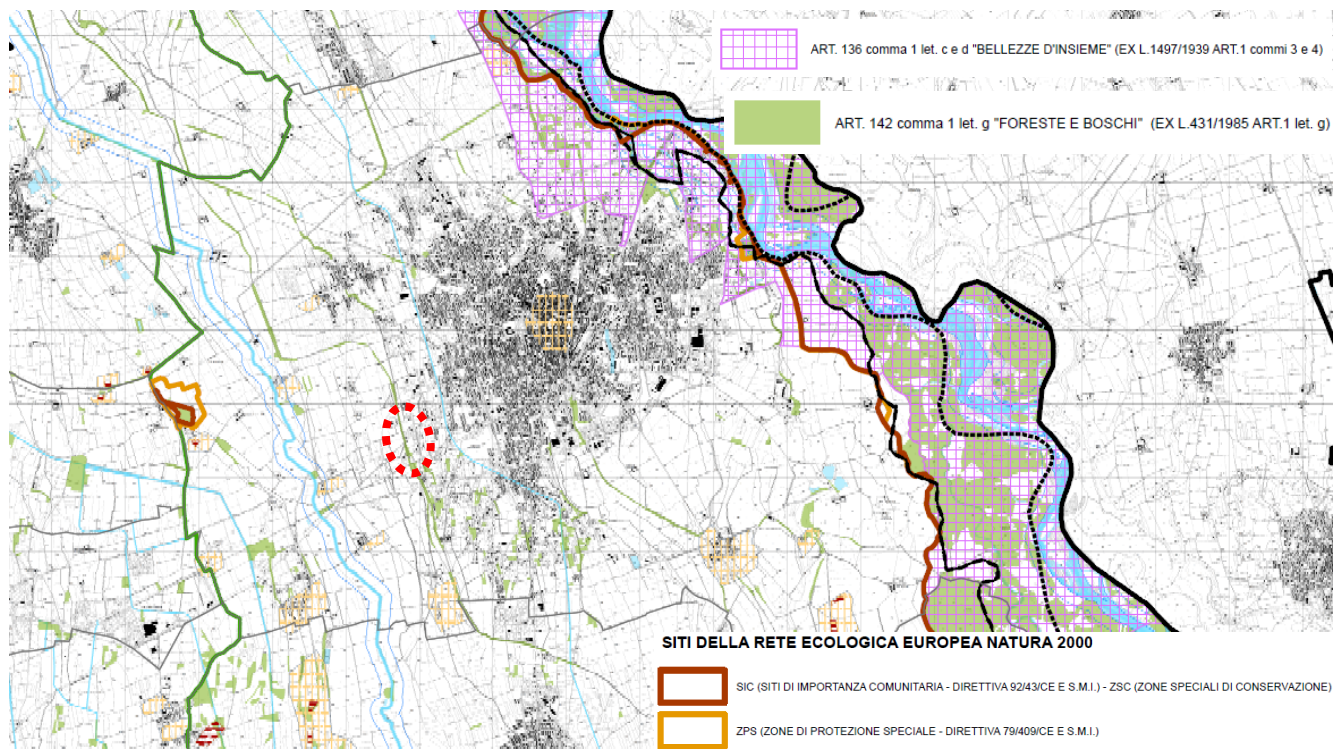 ART. 136 comma 1 let. c e d "BELLEZZE D'INSIEME" (EX L.1497/1939 ART.1 commi 3 e 4)
ART. 142 comma 1 let. g "FORESTE E BOSCHI" (EX L.431/1985 ART.1 let. g)
SITI DELLA RETE ECOLOGICA EUROPEA NATURA 2000
SIC (SITI DI IMPORTANZA COMUNITARIA - DIRETTIVA 92/43/CE E S.M.I.) - ZSC (ZONE SPECIALI DI CONSERVAZIONE)
ZPS (ZONE DI PROTEZIONE SPECIALE - DIRETTIVA 79/409/CE E S.M.I.)